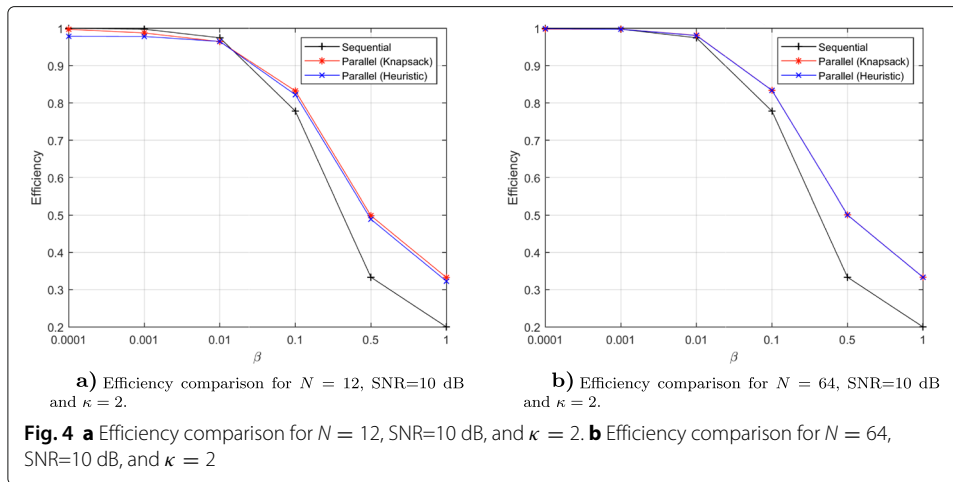 1
0.9
0.8
0.7
0.6
0.5
0.4
0.3
0.2
Efficiency
0.0001 0.001 0.01 0.1 0.5 1
β
Sequential
Parallel (Knapsack)
Parallel (Heuristic)
a) Efficiency comparison for N = 12, SNR=10 dB
and κ = 2.
1
0.9
0.8
0.7
0.6
0.5
0.4
0.3
0.2
Efficiency
0.0001 0.001 0.01 0.1 0.5 1
β
Sequential
Parallel (Knapsack)
Parallel (Heuristic)
b) Efficiency comparison for N = 64, SNR=10 dB
and κ = 2.
Fig. 4 a Efficiency comparison for N = 12, SNR=10 dB, and κ = 2. b Efficiency comparison for N = 64,
SNR=10 dB, and κ = 2